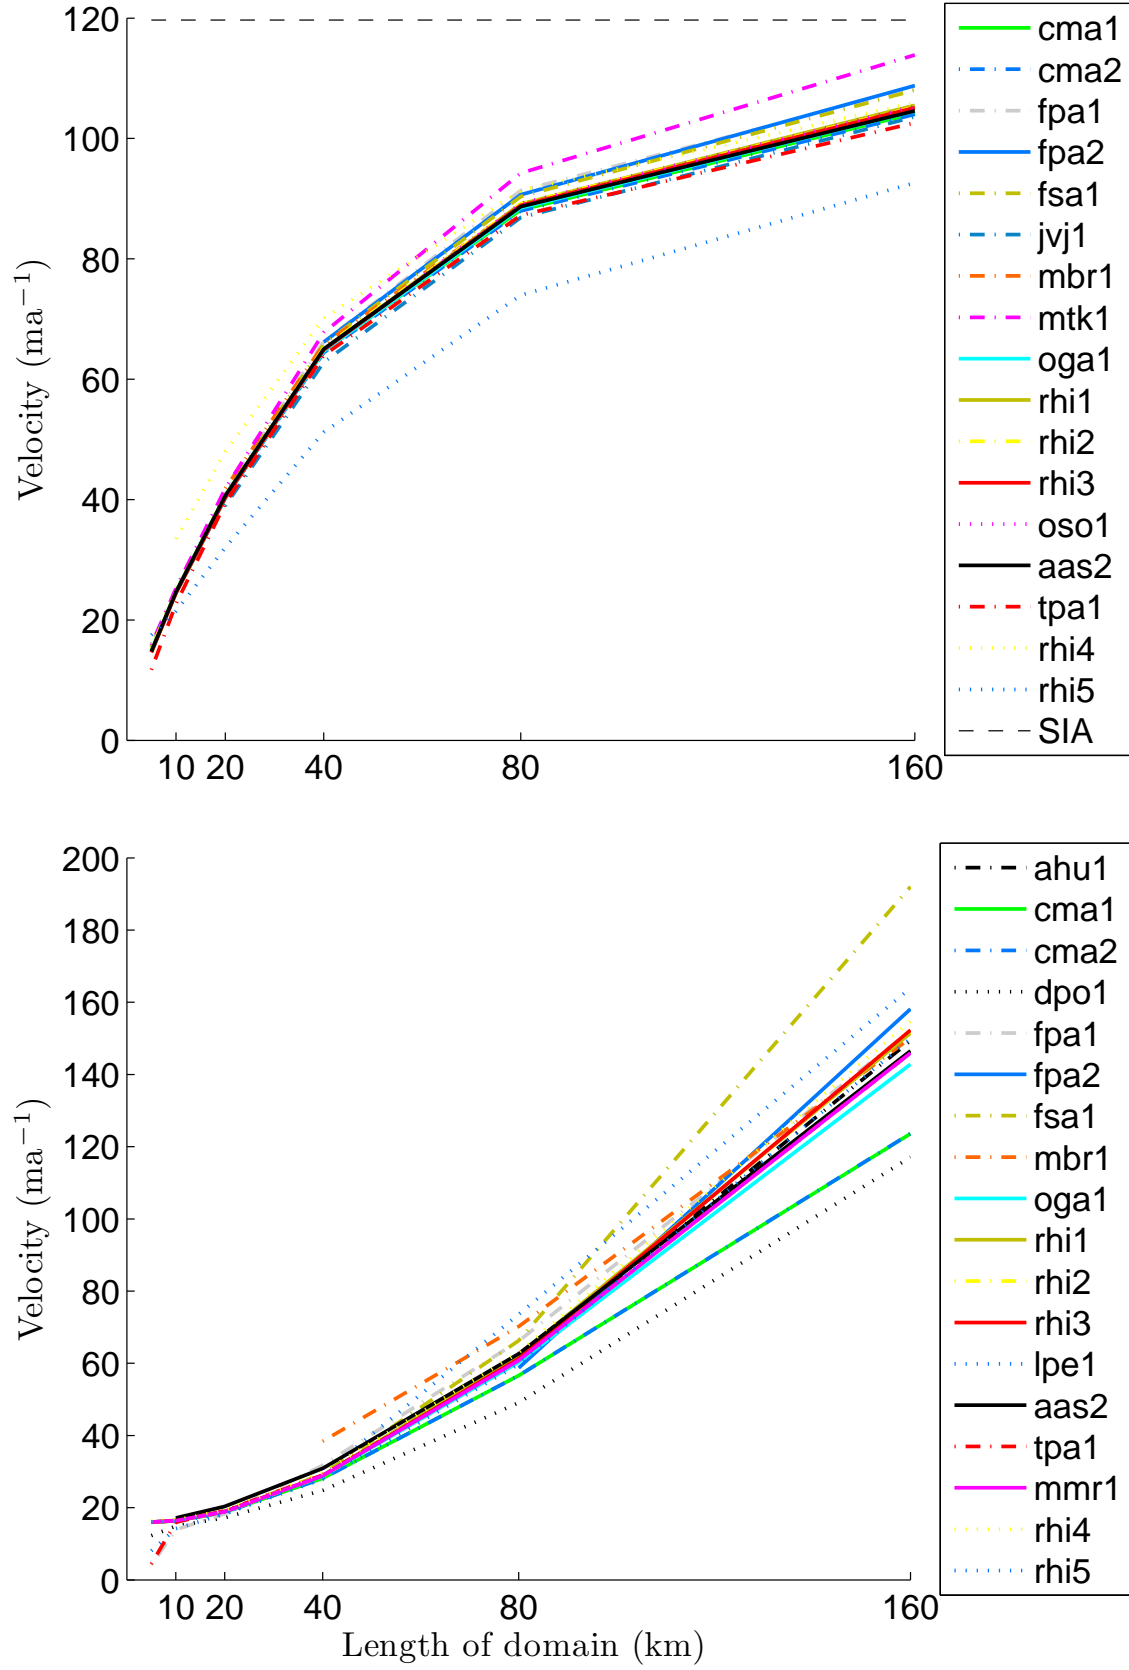 120
100
80
60
40
20
0
Velocity (ma⁻¹)
10 20 40 80 160
cma1
cma2
fpa1
fpa2
fsa1
jvj1
mbr1
mtk1
oga1
rhi1
rhi2
rhi3
oso1
aas2
tpa1
rhi4
rhi5
SIA
200
180
160
140
120
100
80
60
40
20
0
Velocity (ma⁻¹)
10 20 40 80 160
Length of domain (km)
ahu1
cma1
cma2
dpo1
fpa1
fpa2
fsa1
mbr1
oga1
rhi1
rhi2
rhi3
lpe1
aas2
tpa1
mmr1
rhi4
rhi5